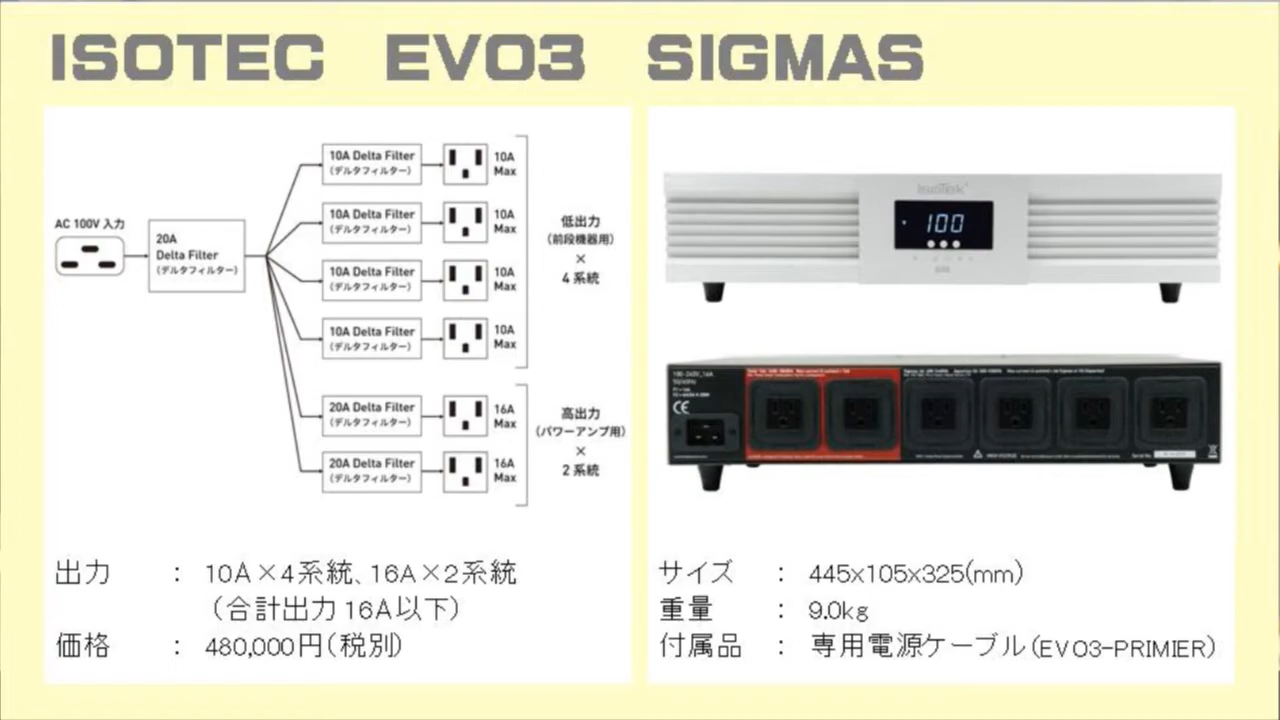 ISOTEC EVO3 SIGMAS
AC 100V 入力
20A
Delta Filter
（デルタフィルター）
10A Delta Filter
（デルタフィルター）
10A
Max
10A Delta Filter
（デルタフィルター）
10A
Max
10A Delta Filter
（デルタフィルター）
10A
Max
10A Delta Filter
（デルタフィルター）
10A
Max
低出力
（前段機器用）
×
4 系統
20A Delta Filter
（デルタフィルター）
16A
Max
20A Delta Filter
（デルタフィルター）
16A
Max
高出力
（パワーアンプ用）
×
2 系統
出力 ： 10A×4系統、16A×2系統
（合計出力 16A以下）
価格 ： 480,000円（税別）
IsoTek
100
CE
サイズ ： 445x105x325(mm)
重量 ： 9.0kg
付属品 ： 専用電源ケーブル（EVO3-PRIMIER）